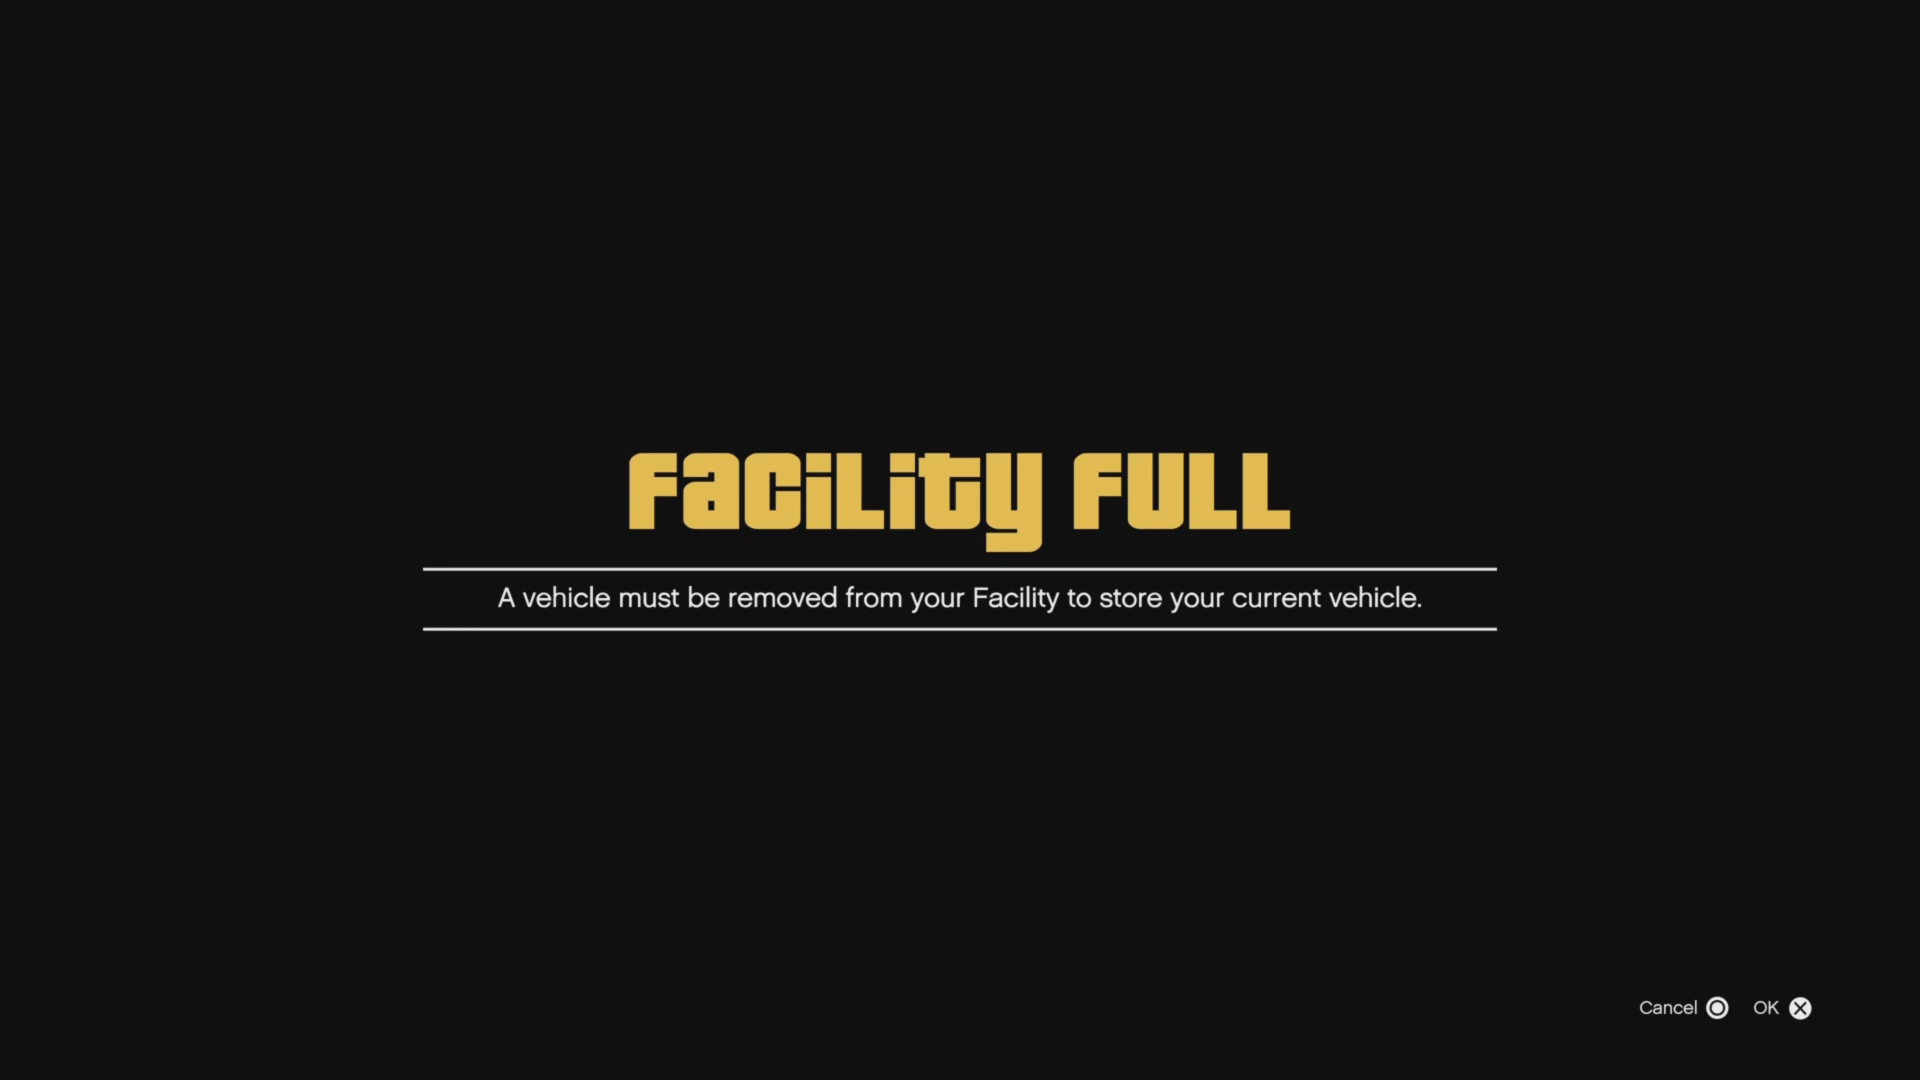 Facility Full
A vehicle must be removed from your Facility to store your current vehicle.
Cancel OK